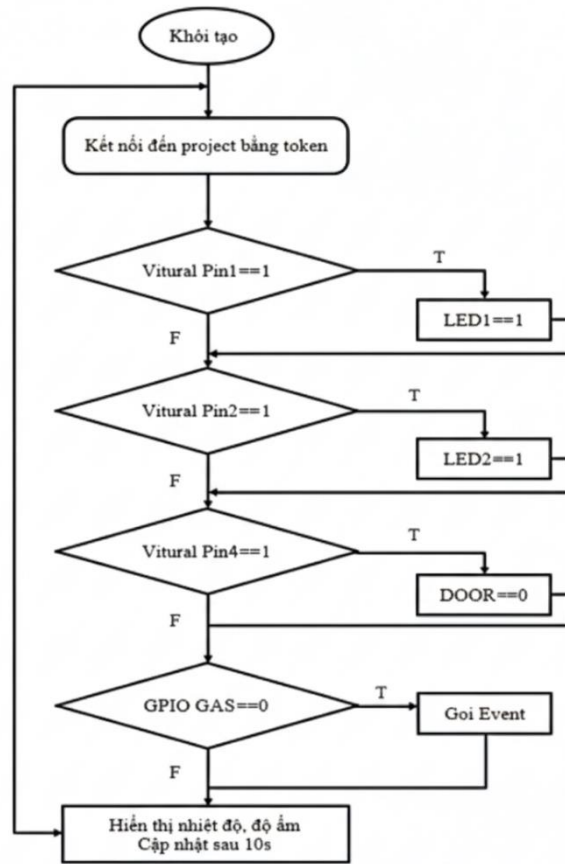 Khởi tạo
Kết nối đến project bằng token
Vitural Pin1==1
T
LED1==1
F
Vitural Pin2==1
T
LED2==1
F
Vitural Pin4==1
T
DOOR==0
F
GPIO GAS==0
T
Goi Event
F
Hiển thị nhiệt độ, độ ẩm
Cập nhật sau 10s